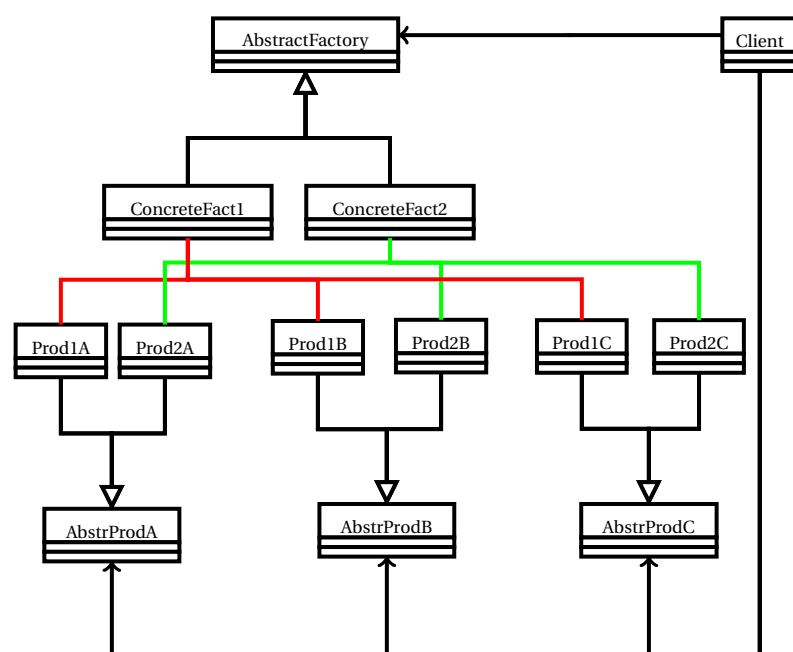 AbstractFactory
Client
ConcreteFact1
ConcreteFact2
Prod1A
Prod2A
Prod1B
Prod2B
Prod1C
Prod2C
AbstrProdA
AbstrProdB
AbstrProdC